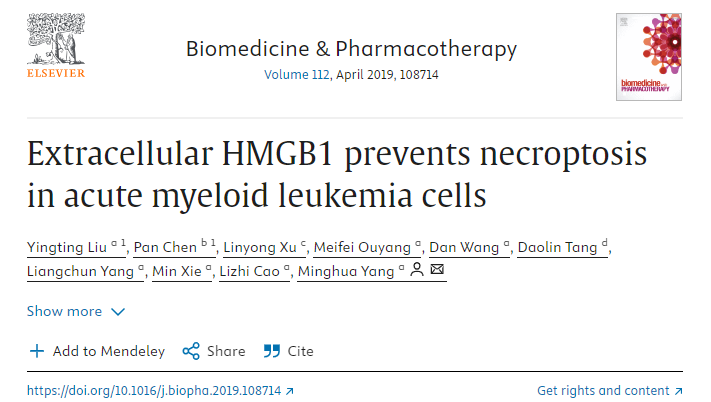 ELSEVIER
Biomedicine & Pharmacotherapy
Volume 112, April 2019, 108714
biomedicine and
PHARMACOTHERAPY
Extracellular HMGB1 prevents necroptosis
in acute myeloid leukemia cells
Yingting Liu a 1, Pan Chen b 1, Linyong Xu c, Meifei Ouyang a, Dan Wang a, Daolin Tang d,
Liangchun Yang a, Min Xie a, Lizhi Cao a, Minghua Yang a
Show more
Add to Mendeley Share Cite
https://doi.org/10.1016/j.biopha.2019.108714 Get rights and content